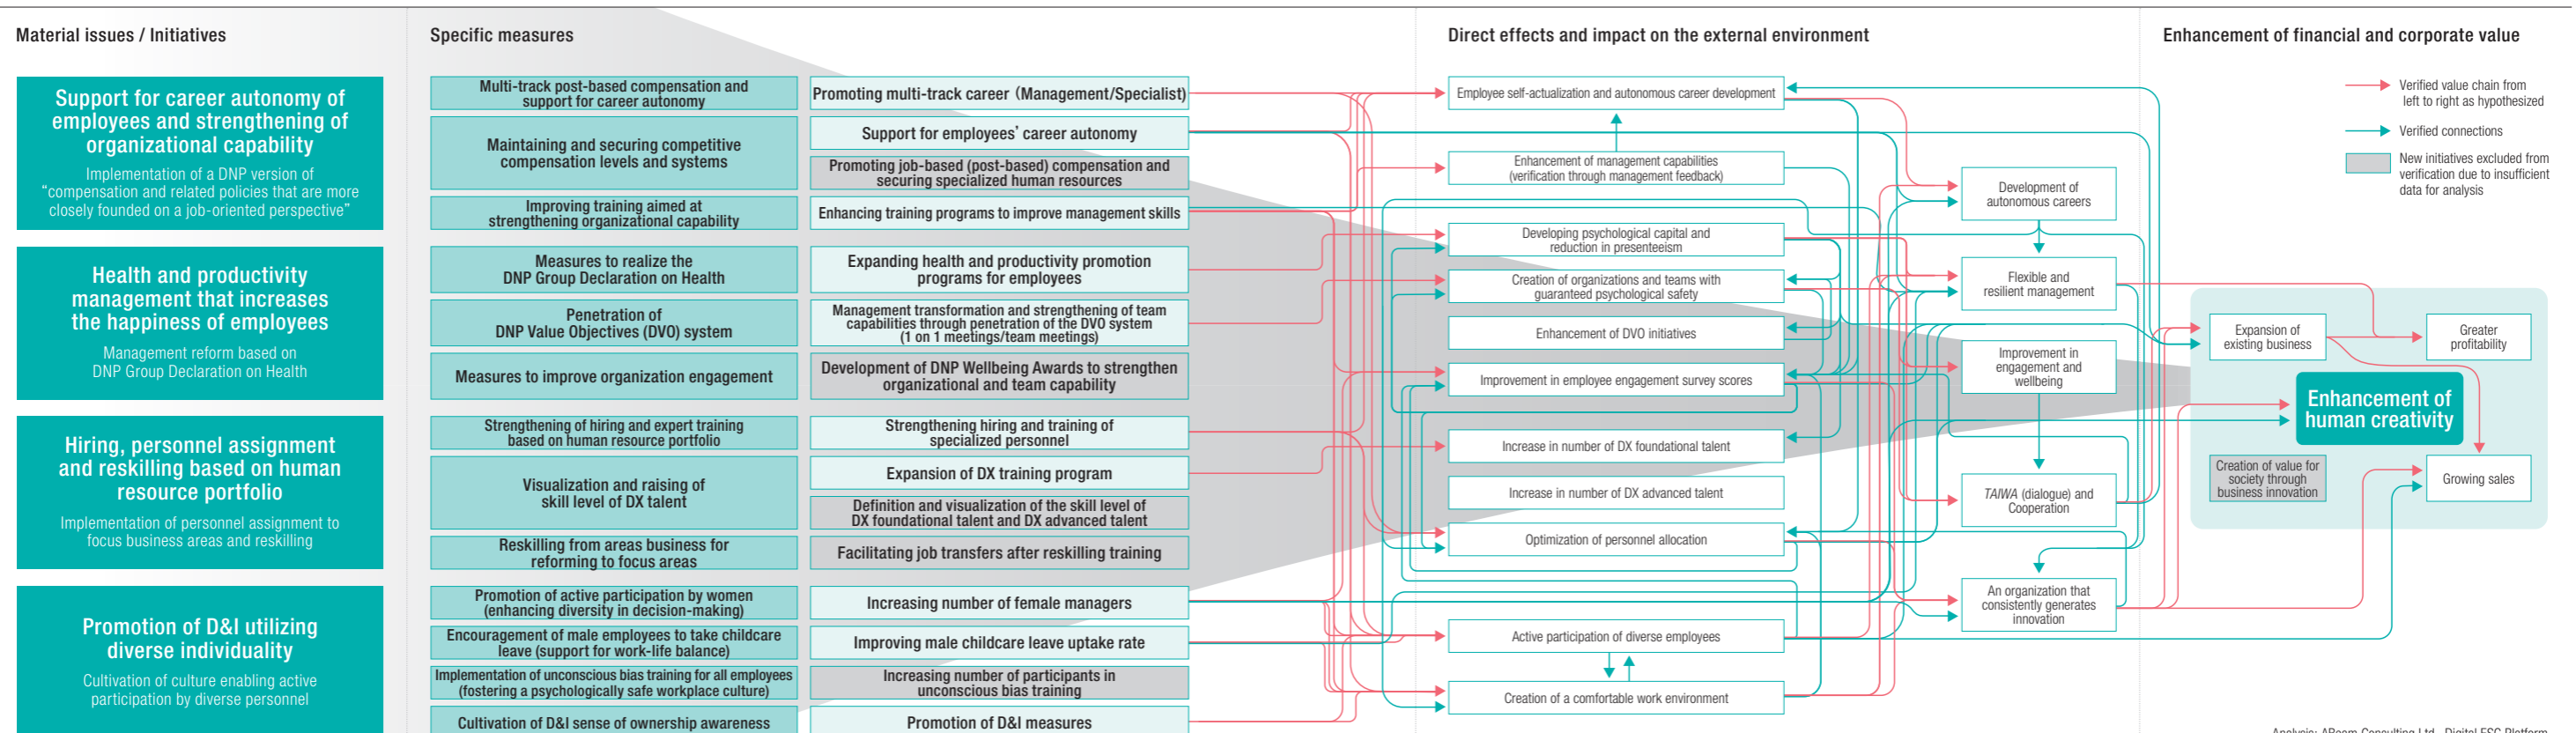 Material issues / Initiatives
Specific measures
Direct effects and impact on the external environment
Enhancement of financial and corporate value
Support for career autonomy of
employees and strengthening of
organizational capability
Implementation of a DNP version of
“compensation and related policies that are more
closely founded on a job-oriented perspective”
Health and productivity
management that increases
the happiness of employees
Management reform based on
DNP Group Declaration on Health
Hiring, personnel assignment
and reskilling based on human
resource portfolio
Implementation of personnel assignment to
focus business areas and reskilling
Promotion of D&I utilizing
diverse individuality
Cultivation of culture enabling active
participation by diverse personnel
Multi-track post-based compensation and
support for career autonomy
Maintaining and securing competitive
compensation levels and systems
Improving training aimed at
strengthening organizational capability
Measures to realize the
DNP Group Declaration on Health
Penetration of
DNP Value Objectives (DVO) system
Measures to improve organization engagement
Strengthening of hiring and expert training
based on human resource portfolio
Visualization and raising of
skill level of DX talent
Reskilling from areas business for
reforming to focus areas
Promotion of active participation by women
(enhancing diversity in decision-making)
Encouragement of male employees to take childcare
leave (support for work-life balance)
Implementation of unconscious bias training for all employees
(fostering a psychologically safe workplace culture)
Cultivation of D&I sense of ownership awareness
Promoting multi-track career (Management/Specialist)
Support for employees’ career autonomy
Promoting job-based (post-based) compensation and
securing specialized human resources
Enhancing training programs to improve management skills
Expanding health and productivity promotion
programs for employees
Management transformation and strengthening of team
capabilities through penetration of the DVO system
(1 on 1 meetings/team meetings)
Development of DNP Wellbeing Awards to strengthen
organizational and team capability
Strengthening hiring and training of
specialized personnel
Expansion of DX training program
Definition and visualization of the skill level of
DX foundational talent and DX advanced talent
Facilitating job transfers after reskilling training
Increasing number of female managers
Improving male childcare leave uptake rate
Increasing number of participants in
unconscious bias training
Promotion of D&I measures
Employee self-actualization and autonomous career development
Enhancement of management capabilities
(verification through management feedback)
Developing psychological capital and
reduction in presenteeism
Creation of organizations and teams with
guaranteed psychological safety
Enhancement of DVO initiatives
Improvement in employee engagement survey scores
Increase in number of DX foundational talent
Increase in number of DX advanced talent
Optimization of personnel allocation
Active participation of diverse employees
Creation of a comfortable work environment
Development of
autonomous careers
Flexible and
resilient management
Improvement in
engagement and
wellbeing
TAIWA (dialogue) and
Cooperation
An organization that
consistently generates
innovation
Verified value chain from
left to right as hypothesized
Verified connections
New initiatives excluded from
verification due to insufficient
data for analysis
Expansion of
existing business
Greater
profitability
Enhancement of
human creativity
Creation of value for
society through
business innovation
Growing sales
Analysis: ABeam Consulting Ltd., Digital ESG Platform